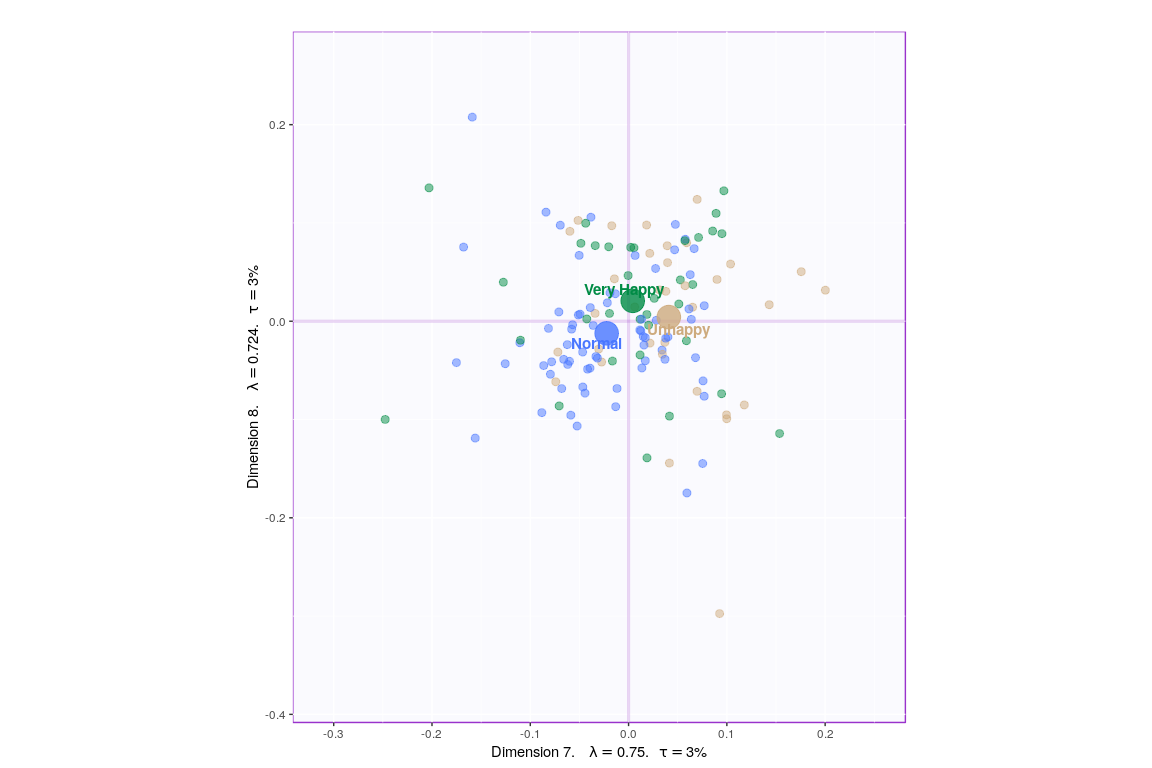 0.2
0.0
-0.2
-0.4
Dimension 8.  λ = 0.724.  τ = 3%
Very Happy
Unhappy
Normal
-0.3 -0.2 -0.1 0.0 0.1 0.2
Dimension 7.  λ = 0.75.  τ = 3%